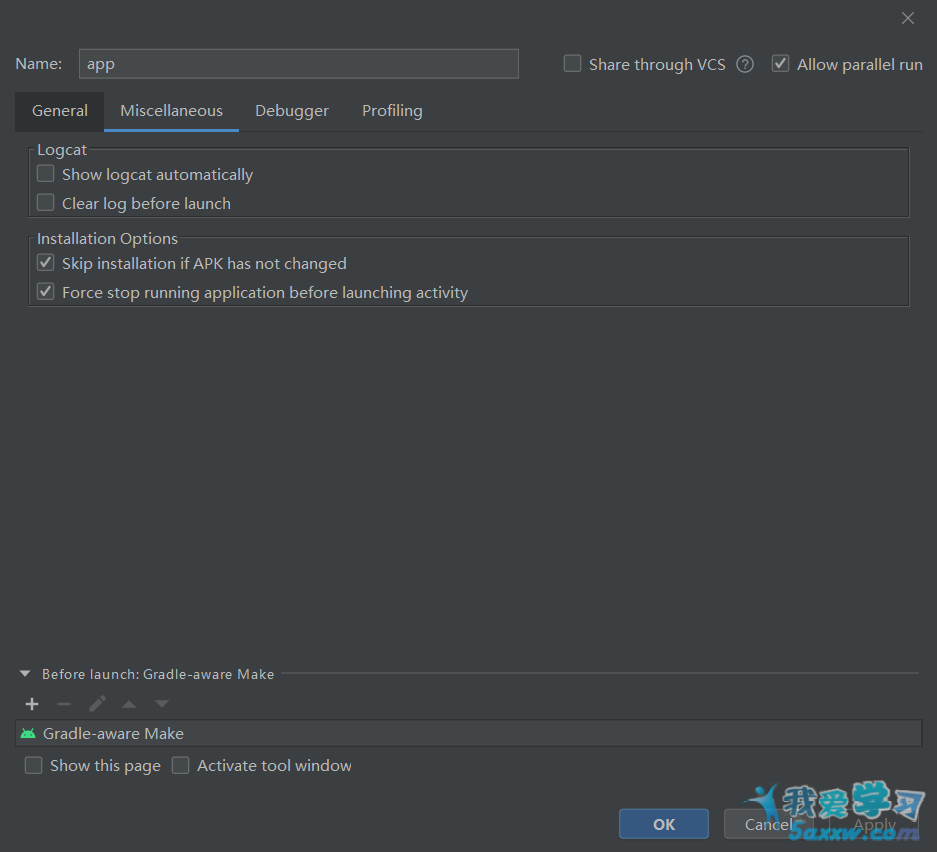 Name: app Share through VCS ? Allow parallel run
General Miscellaneous Debugger Profiling
Logcat
Show logcat automatically
Clear log before launch
Installation Options
Skip installation if APK has not changed
Force stop running application before launching activity
Before launch: Gradle-aware Make
Gradle-aware Make
Show this page Activate tool window
OK Cancel Apply
我爱学习
5axxw.com